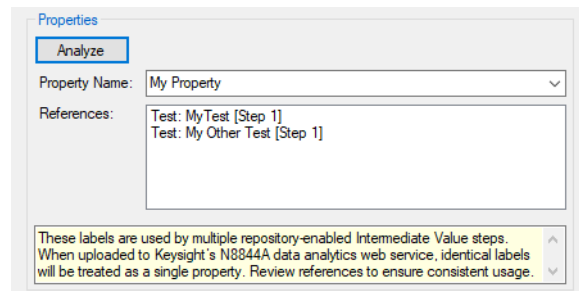 Properties
Analyze
Property Name: My Property
References: Test: MyTest [Step 1]
Test: My Other Test [Step 1]
These labels are used by multiple repository-enabled Intermediate Value steps.
When uploaded to Keysight's N8844A data analytics web service, identical labels
will be treated as a single property. Review references to ensure consistent usage.